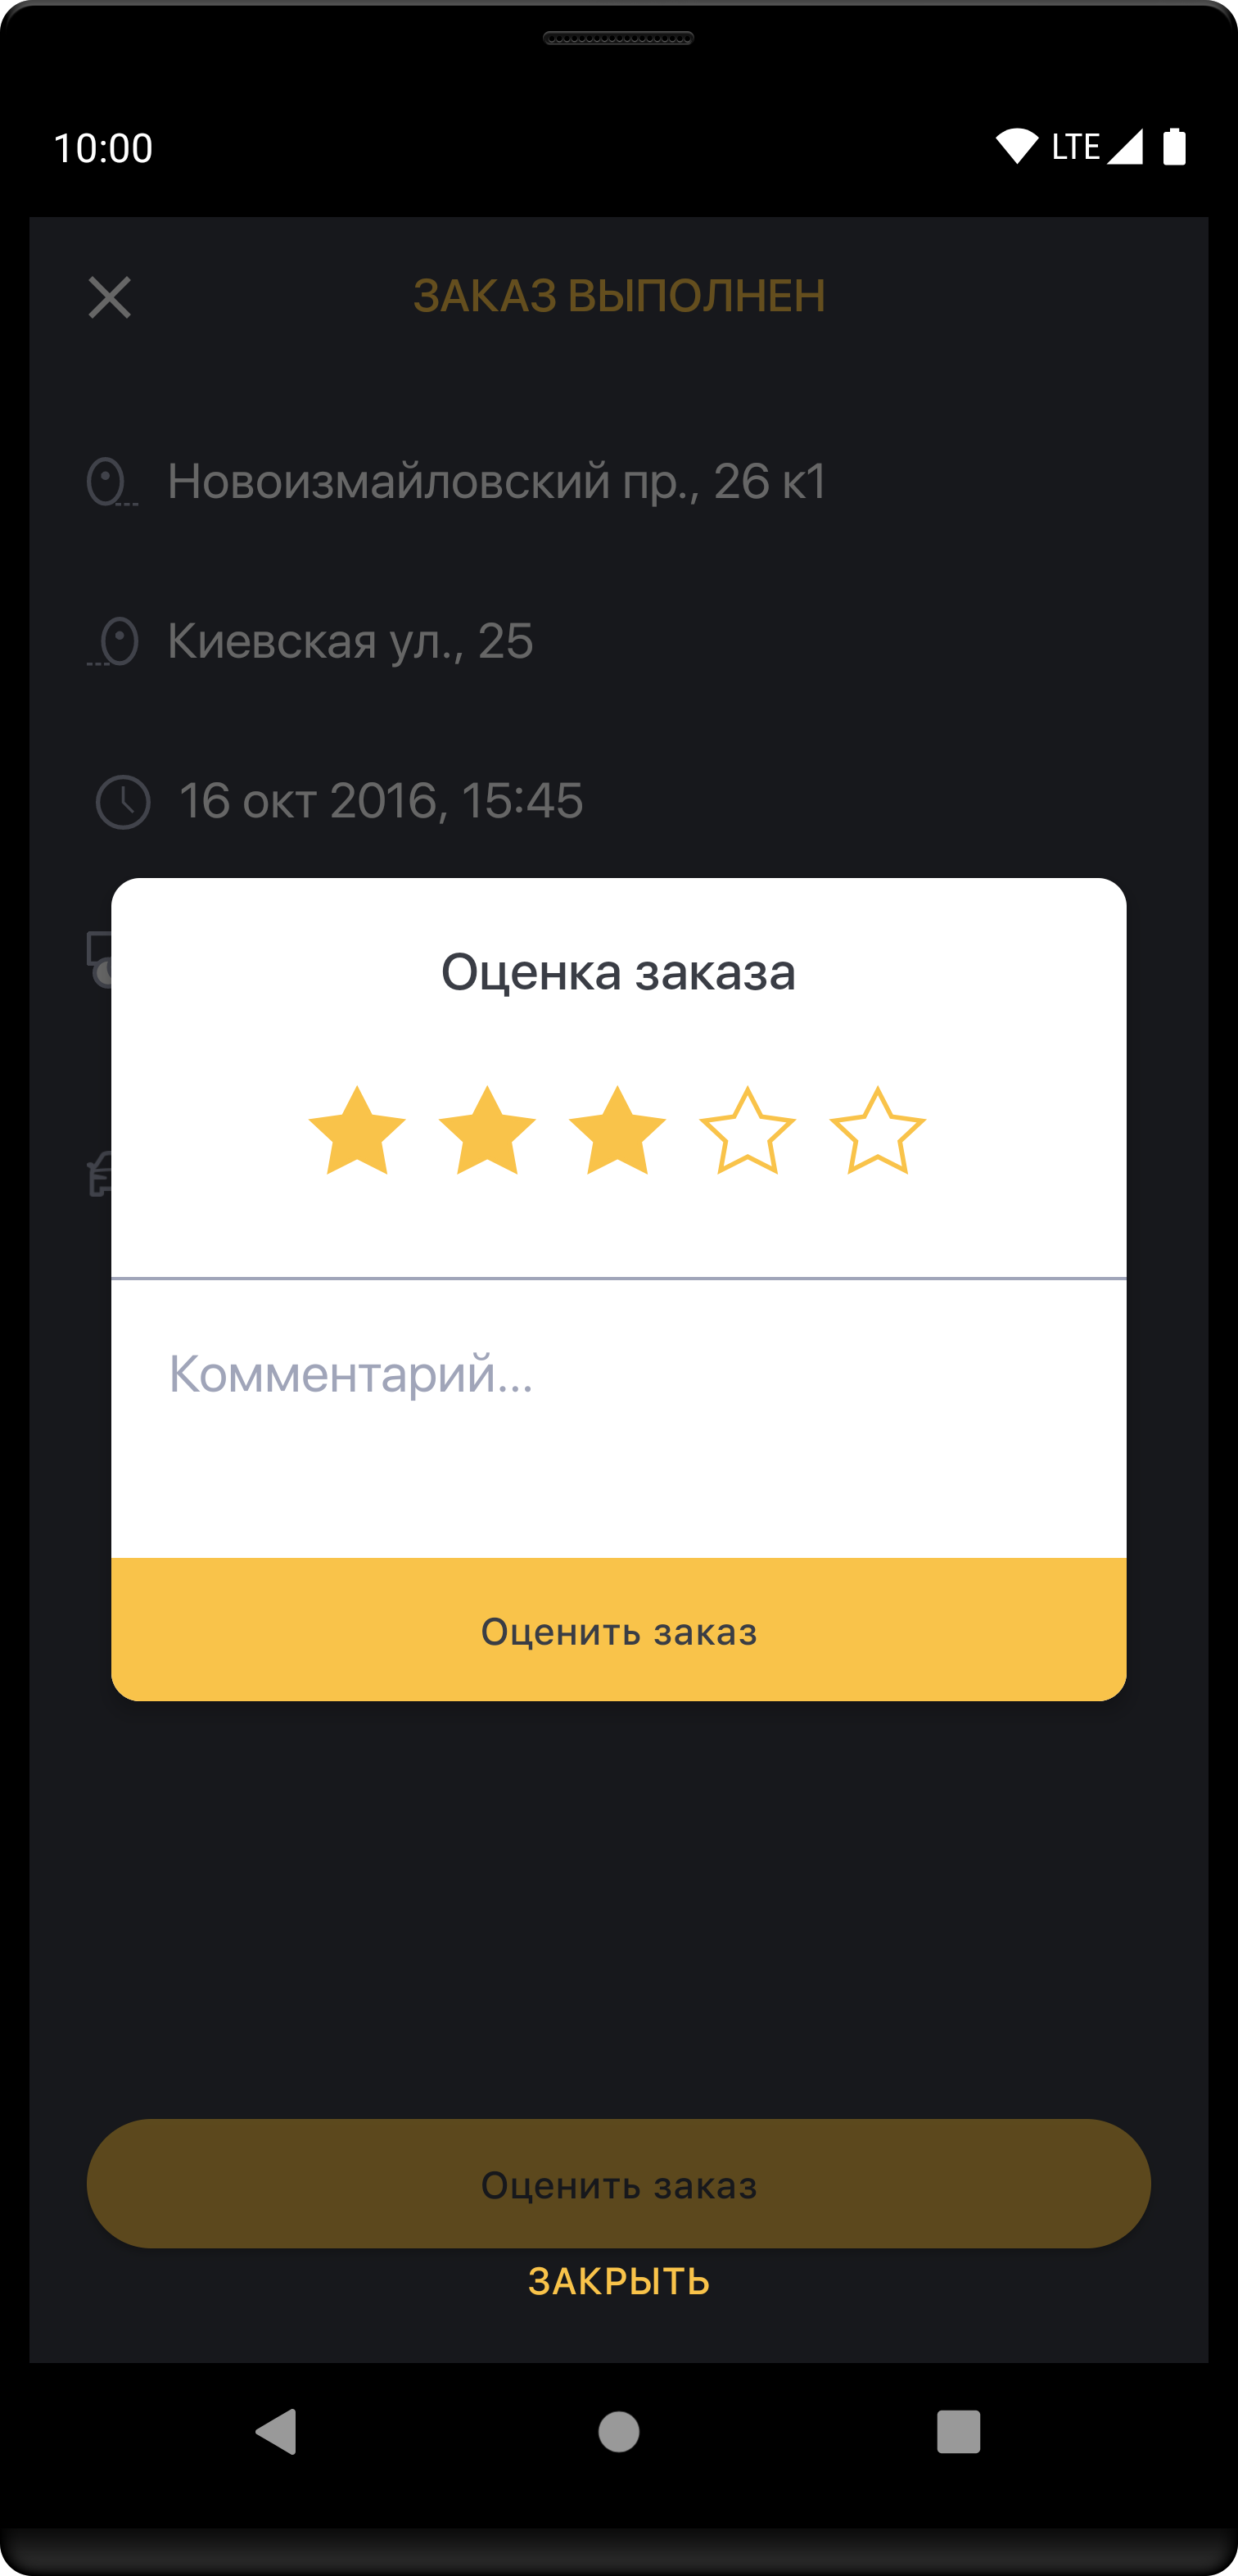 10:00
LTE
ЗАКАЗ ВЫПОЛНЕН
Новоизмайловский пр., 26 к1
Киевская ул., 25
16 окт 2016, 15:45
Оценка заказа
Комментарий...
Оценить заказ
Оценить заказ
ЗАКРЫТЬ